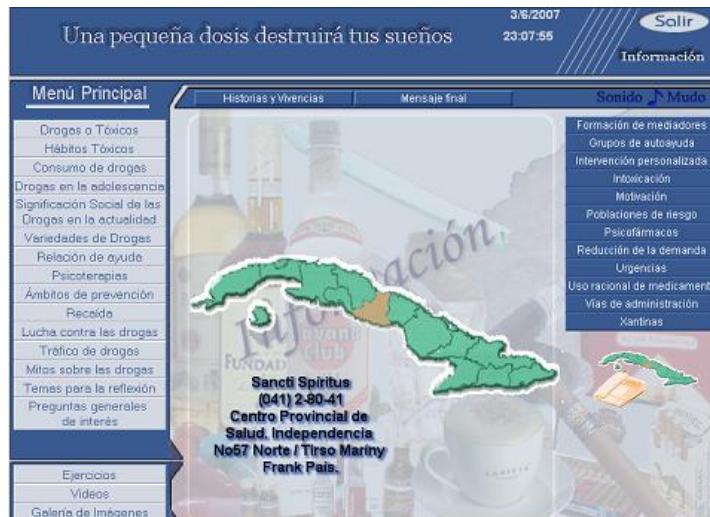 3/6/2007
Una pequeña dosis destruirá tus sueños
23:07:55
Salir
Información
Menú Principal
Historias y Vivencias
Mensaje final
Sonido
Mudo
Drogas o Tóxicos
Hábitos Tóxicos
Consumo de drogas
Drogas en la adolescencia
Significación Social de las
Drogas en la actualidad
Variedades de Drogas
Relación de ayuda
Psicoterapias
Ámbitos de prevención
Recaída
Lucha contra las drogas
Tráfico de drogas
Mitos sobre las drogas
Temas para la reflexión
Preguntas generales
de interés
Ejercicios
Videos
Galería de Imágenes
Formación de mediadores
Grupos de autoayuda
Intervención personalizada
Intoxicación
Motivación
Poblaciones de riesgo
Psicofármacos
Reducción de la demanda
Urgencias
Uso racional de medicament
Vías de administración
Xantinas
Información
FUNDAD
Club
Sancti Spíritus
(041) 2-80-41
Centro Provincial de
Salud. Independencia
No57 Norte / Tirso Mariny
Frank País.